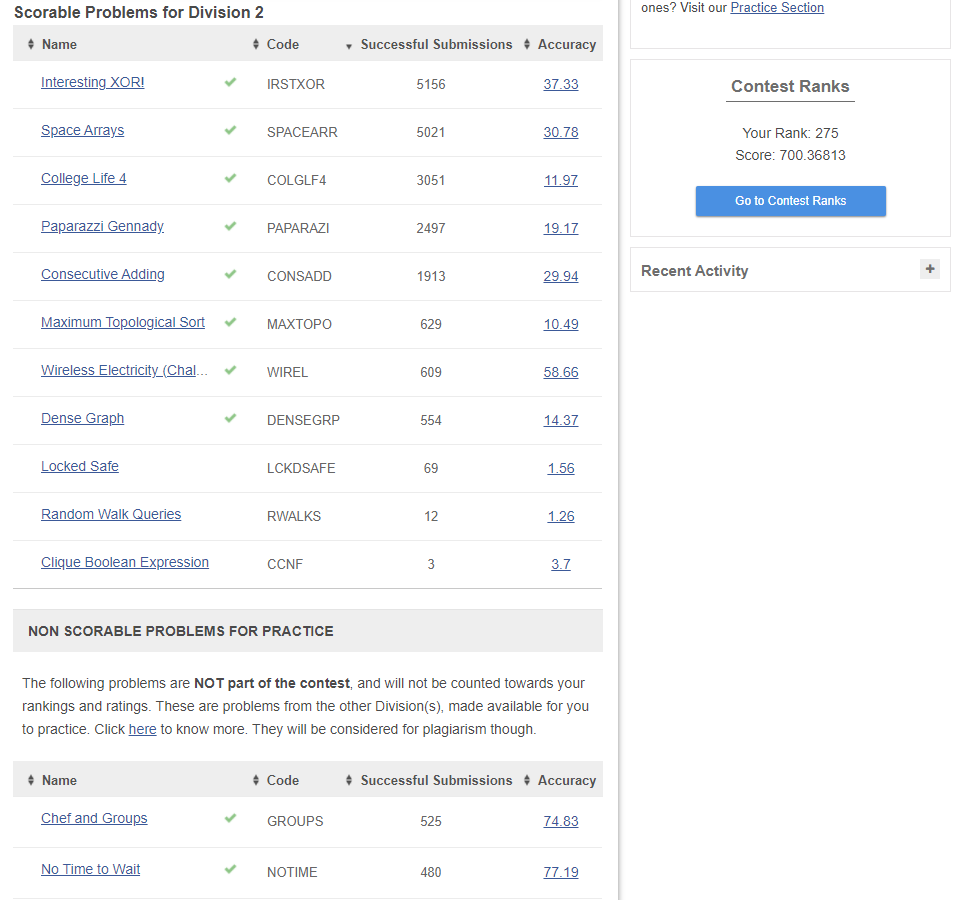 Scorable Problems for Division 2
Name Code Successful Submissions Accuracy
Interesting XOR! IRSTXOR 5156 37.33
Space Arrays SPACEARR 5021 30.78
College Life 4 COLGLF4 3051 11.97
Paparazzi Gennady PAPARAZI 2497 19.17
Consecutive Adding CONSADD 1913 29.94
Maximum Topological Sort MAXTOPO 629 10.49
Wireless Electricity (Chal... WIREL 609 58.66
Dense Graph DENSEGRP 554 14.37
Locked Safe LCKDSAFE 69 1.56
Random Walk Queries RWALKS 12 1.26
Clique Boolean Expression CCNF 3 3.7
NON SCORABLE PROBLEMS FOR PRACTICE
The following problems are NOT part of the contest, and will not be counted towards your
rankings and ratings. These are problems from the other Division(s), made available for you
to practice. Click here to know more. They will be considered for plagiarism though.
Name Code Successful Submissions Accuracy
Chef and Groups GROUPS 525 74.83
No Time to Wait NOTIME 480 77.19
ones? Visit our Practice Section
Contest Ranks
Your Rank: 275
Score: 700.36813
Go to Contest Ranks
Recent Activity +